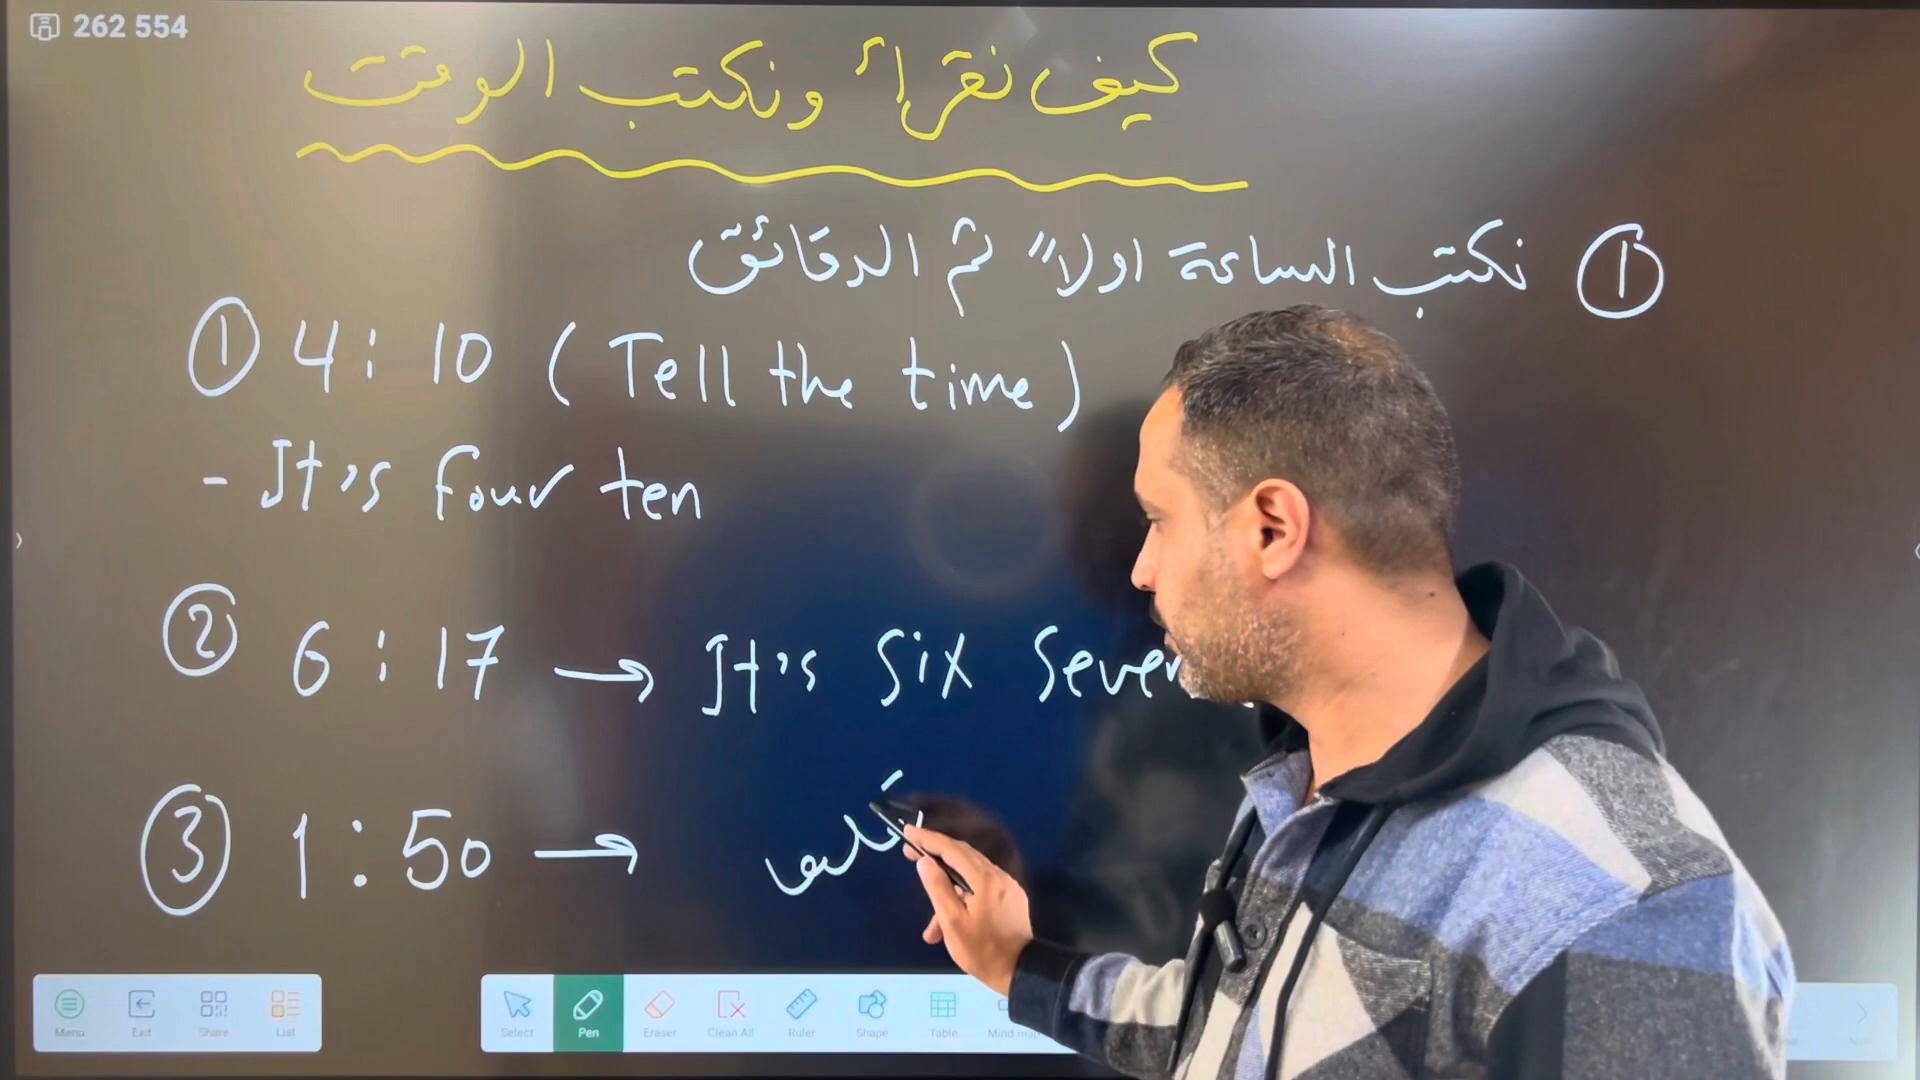 262 554
كيف نقرأ ونكتب الوقت
① نكتب الساعة اولاً ثم الدقائق
① 4 : 10 ( Tell the time )
- It's four ten
② 6 : 17 → It's six seven
③ 1 : 50 →
Menu Exit Share List Select Pen Eraser Clean All Ruler Shape Table Mind map